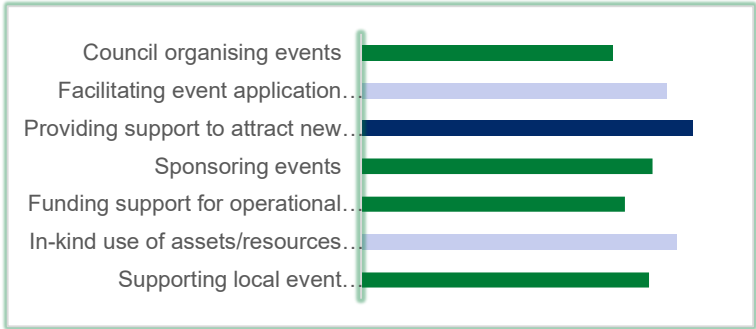 Council organising events
Facilitating event application…
Providing support to attract new…
Sponsoring events
Funding support for operational…
In-kind use of assets/resources…
Supporting local event…